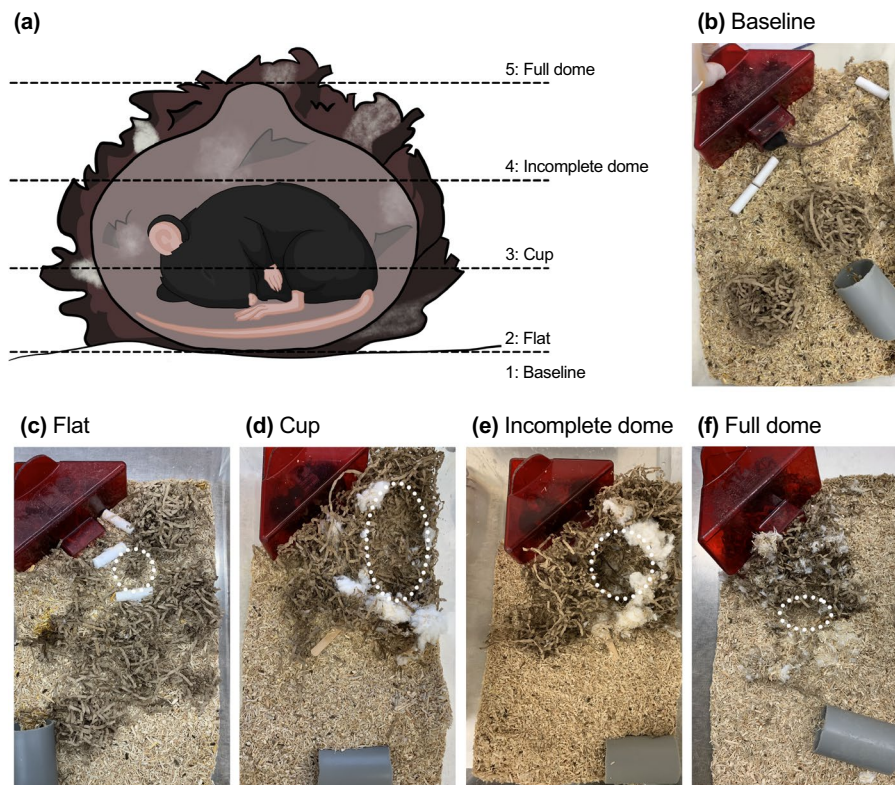 (a)
5: Full dome
4: Incomplete dome
3: Cup
2: Flat
1: Baseline
(b) Baseline
(c) Flat
(d) Cup
(e) Incomplete dome
(f) Full dome